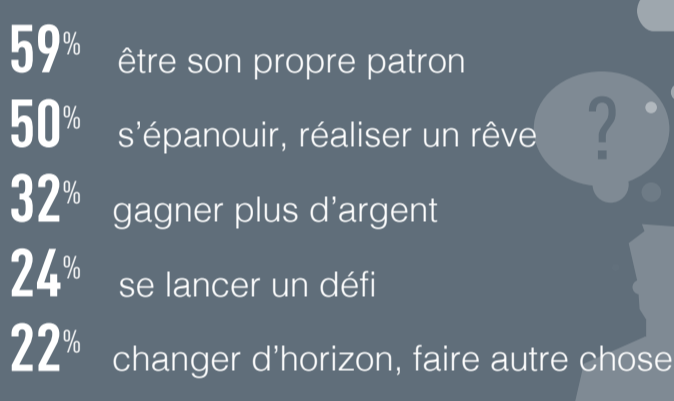 59% être son propre patron
50% s'épanouir, réaliser un rêve
32% gagner plus d'argent
24% se lancer un défi
22% changer d'horizon, faire autre chose
?